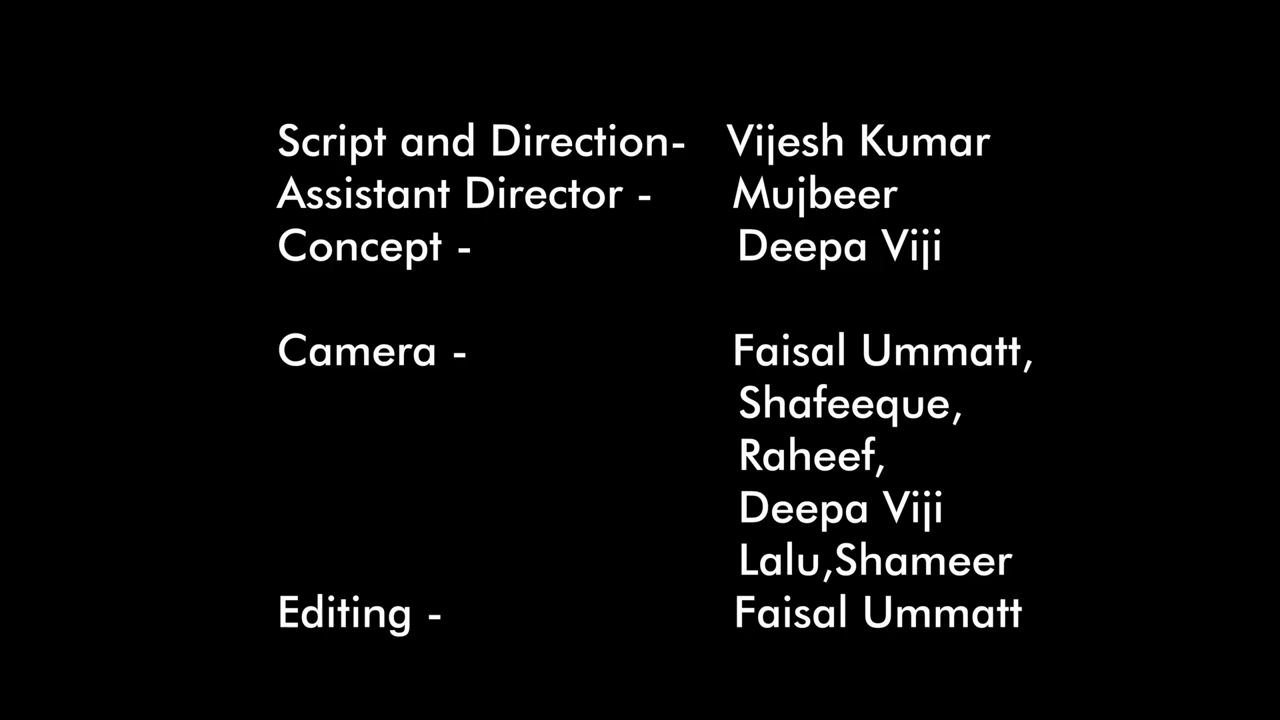 Script and Direction- Vijesh Kumar
Assistant Director - Mujbeer
Concept - Deepa Viji
Camera - Faisal Ummatt,
Shafeeque,
Raheef,
Deepa Viji
Lalu,Shameer
Editing - Faisal Ummatt